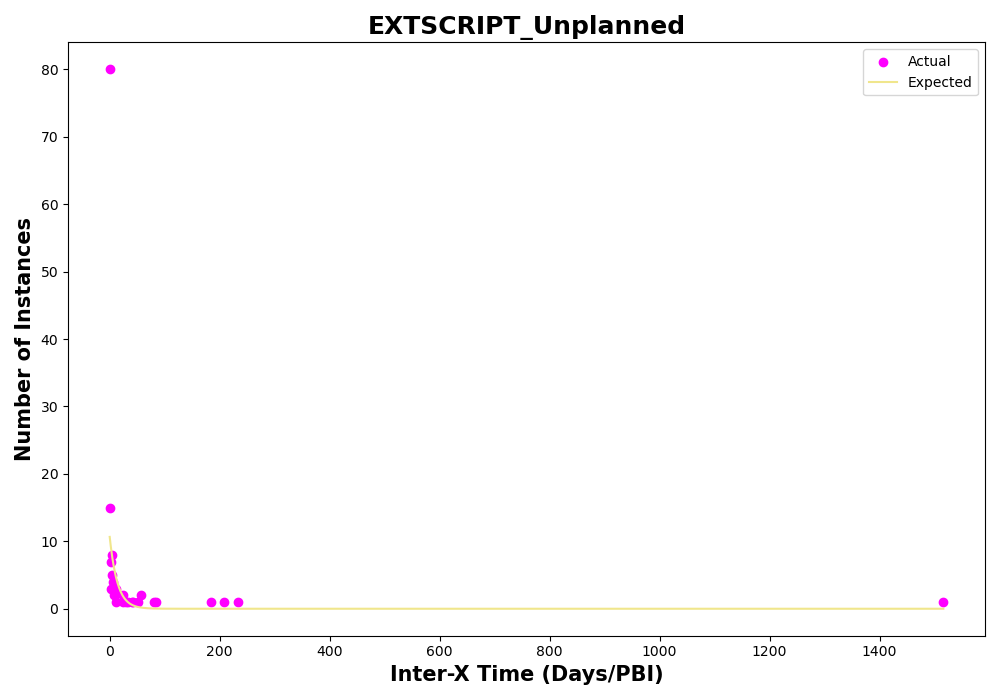 EXTSCRIPT_Unplanned
Actual
Expected
Number of Instances
80
70
60
50
40
30
20
10
0
0 200 400 600 800 1000 1200 1400
Inter-X Time (Days/PBI)